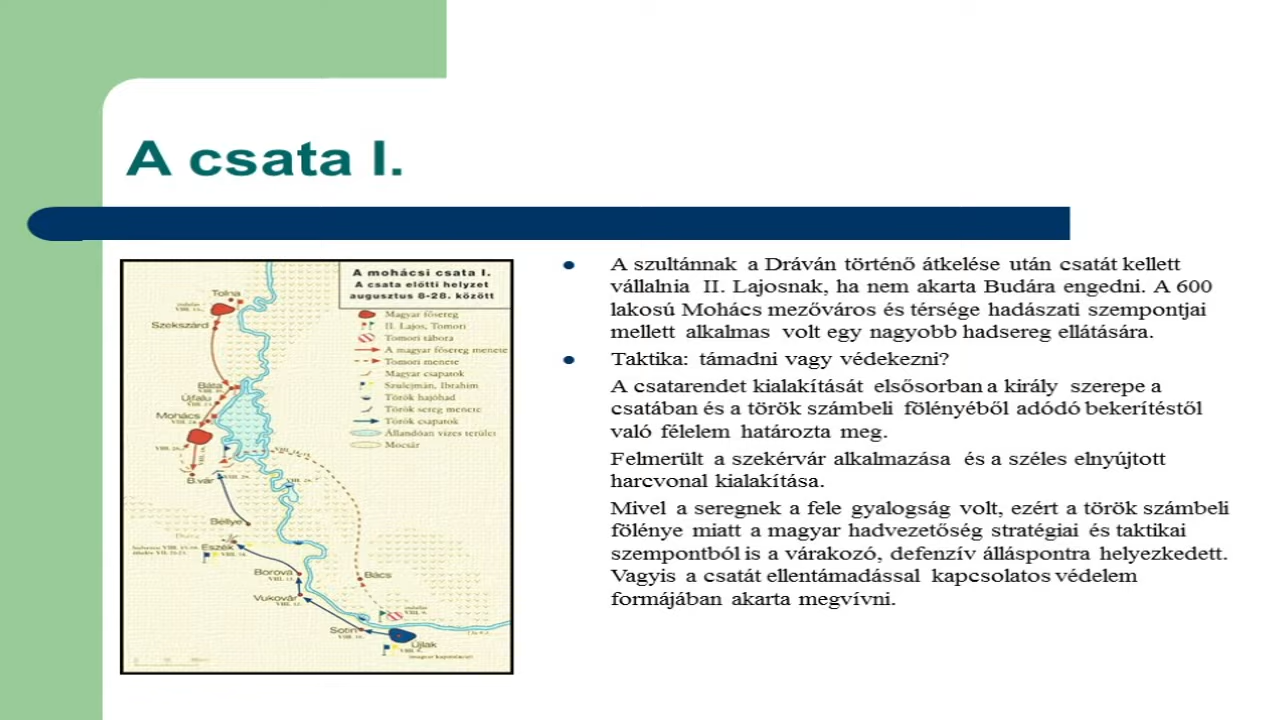 A csata I.
A mohácsi csata I.
A csata előtti helyzet
augusztus 8-28. között
Magyar fősereg
II. Lajos, Tomori
Tomori tábora
A magyar fősereg menete
Tomori menete
Magyar csapatok
Szulejmán, Ibrahim
Török hajóhad
Török sereg menete
Török csapatok
Állandóan vizes terület
Mocsár
Tolna
Szekszárd
Báta
Újfalu
Mohács
B.vár
Béllye
Eszék
Borova
Vukovár
Sotin
Bács
Újlak
A szultánnak a Dráván történő átkelése után csatát kellett
vállalnia II. Lajosnak, ha nem akarta Budára engedni. A 600
lakosú Mohács mezőváros és térsége hadászati szempontjai
mellett alkalmas volt egy nagyobb hadsereg ellátására.
Taktika: támadni vagy védekezni?
A csatarendet kialakítását elsősorban a király szerepe a
csatában és a török számbeli fölényéből adódó bekerítéstől
való félelem határozta meg.
Felmerült a szekérvár alkalmazása és a széles elnyújtott
harcvonal kialakítása.
Mivel a seregnek a fele gyalogság volt, ezért a török számbeli
fölénye miatt a magyar hadvezetőség stratégiai és taktikai
szempontból is a várakozó, defenzív álláspontra helyezkedett.
Vagyis a csatát ellentámadással kapcsolatos védelem
formájában akarta megvívni.